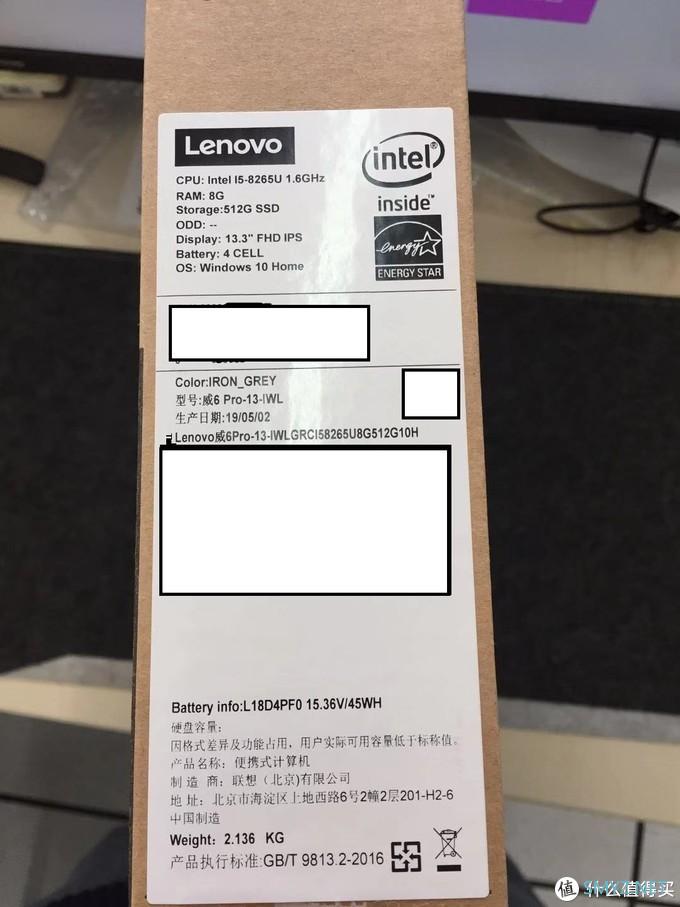 Lenovo
intel®
inside™
energy
ENERGY STAR
CPU: Intel I5-8265U 1.6GHz
RAM: 8G
Storage:512G SSD
ODD: --
Display: 13.3" FHD IPS
Battery: 4 CELL
OS: Windows 10 Home
Color:IRON_GREY
型号:威6 Pro-13-IWL
生产日期:19/05/02
Lenovo威6Pro-13-IWLGRCI58265U8G512G10H
Battery info:L18D4PF0 15.36V/45WH
硬盘容量:
因格式差异及功能占用，用户实际可用容量低于标称值。
产品名称：便携式计算机
制 造 商：联想（北京)有限公司
地 址：北京市海淀区上地西路6号2幢2层201-H2-6
中国制造
Weight: 2.136 KG
产品执行标准:GB/T 9813.2-2016
值 什么值得买